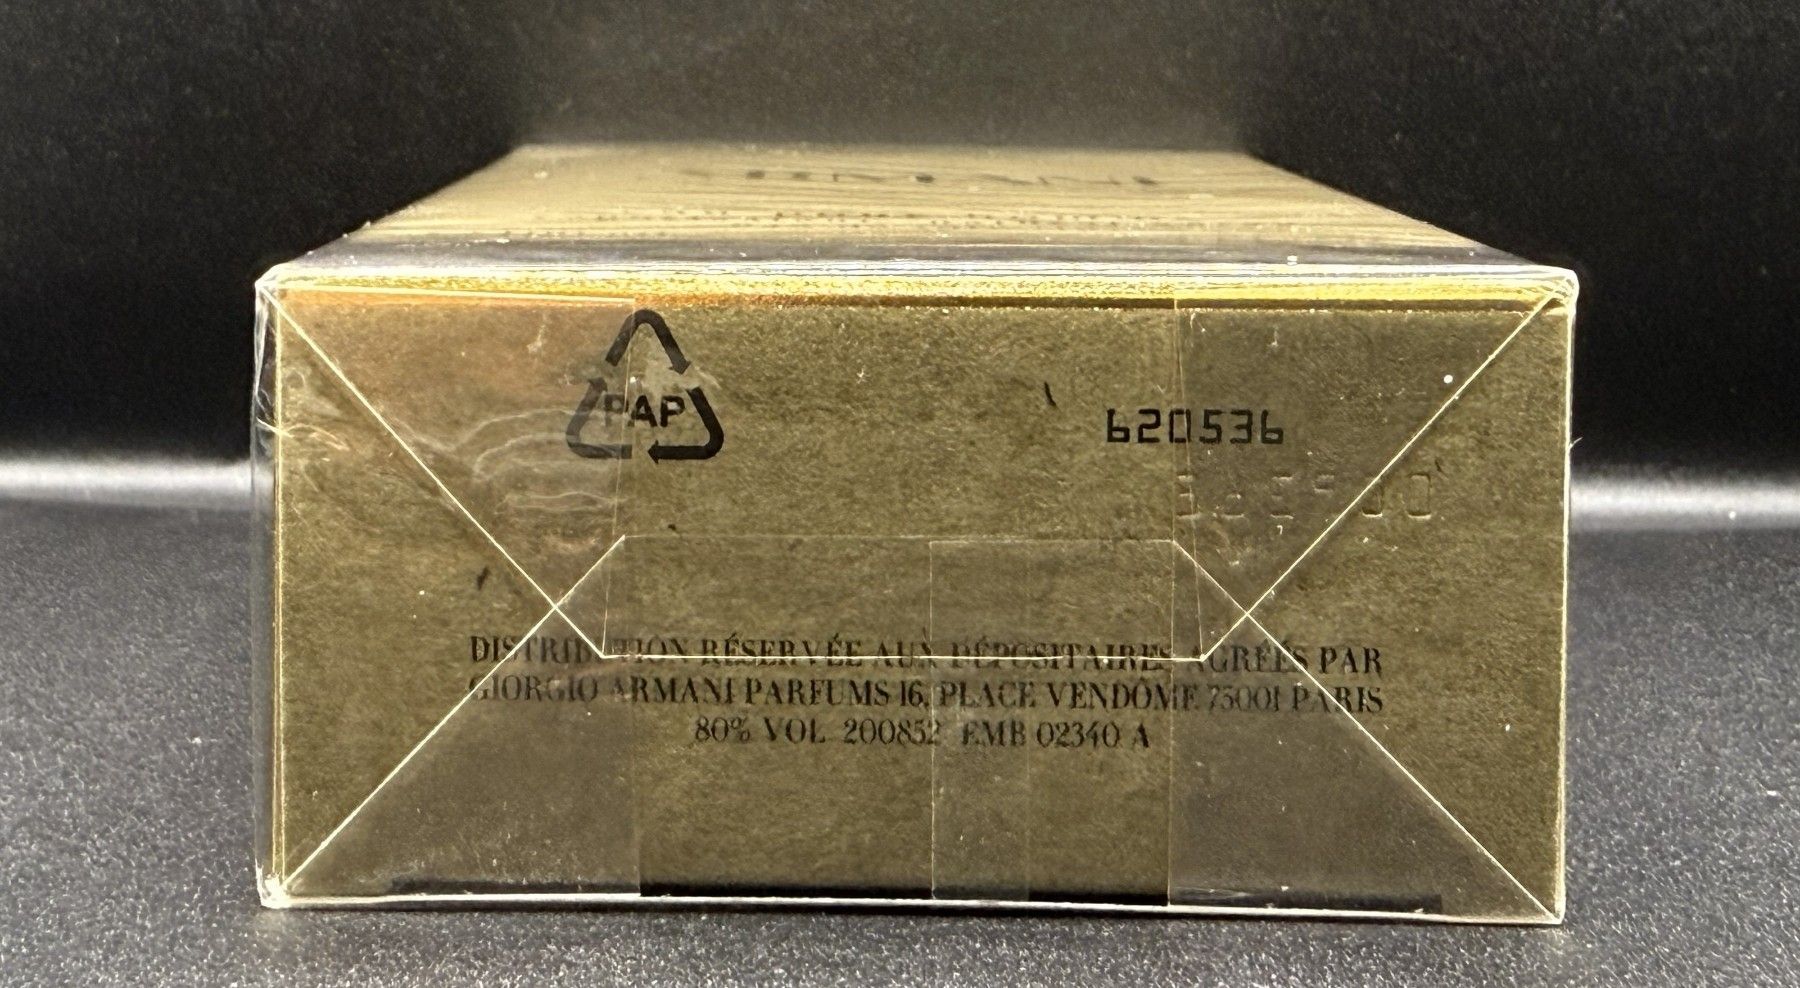 ARMANI
PAP
620536
DISTRIBUTION RÉSERVÉE AUX DÉPOSITAIRES AGRÉÉS PAR
GIORGIO ARMANI PARFUMS 16, PLACE VENDÔME 75001 PARIS
80% VOL 200852 EMB 02340 A